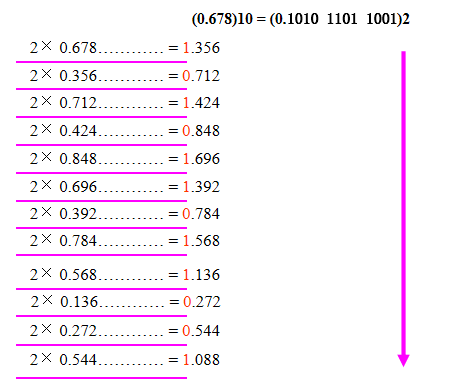 (0.678)10 = (0.1010 1101 1001)2
2× 0.678………… = 1.356
2× 0.356………… = 0.712
2× 0.712………… = 1.424
2× 0.424………… = 0.848
2× 0.848………… = 1.696
2× 0.696………… = 1.392
2× 0.392………… = 0.784
2× 0.784………… = 1.568
2× 0.568………… = 1.136
2× 0.136………… = 0.272
2× 0.272………… = 0.544
2× 0.544………… = 1.088